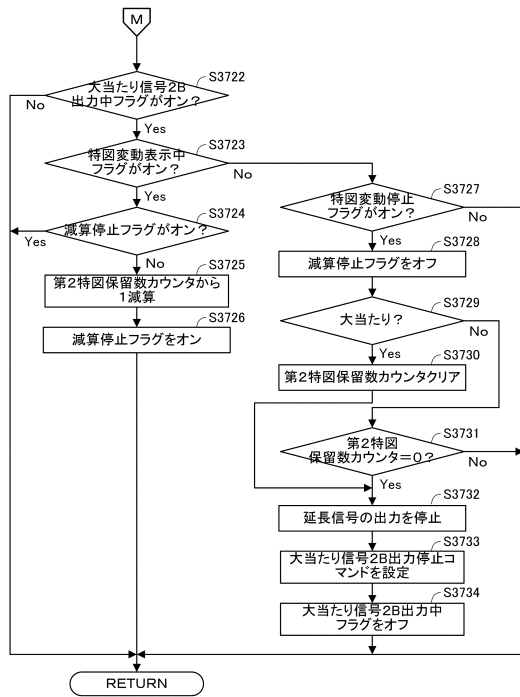 M
S3722
大当たり信号2B
出力中フラグがオン？
No
Yes
S3723
特図変動表示中
フラグがオン？
No
Yes
S3724
減算停止フラグがオン？
Yes
No
S3725
第2特図保留数カウンタから
1減算
S3726
減算停止フラグをオン
S3727
特図変動停止
フラグがオン？
No
Yes
S3728
減算停止フラグをオフ
S3729
大当たり？
No
Yes
S3730
第2特図保留数カウンタクリア
S3731
第2特図
保留数カウンタ=0？
No
Yes
S3732
延長信号の出力を停止
S3733
大当たり信号2B出力停止コ
マンドを設定
S3734
大当たり信号2B出力中
フラグをオフ
RETURN